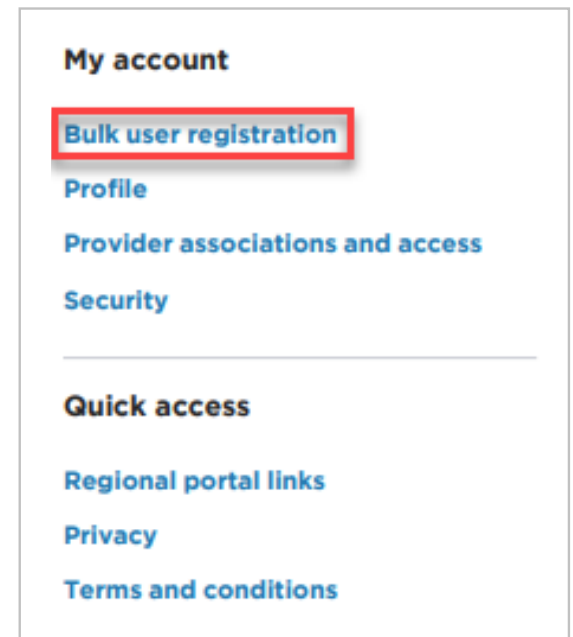 My account
Bulk user registration
Profile
Provider associations and access
Security
Quick access
Regional portal links
Privacy
Terms and conditions